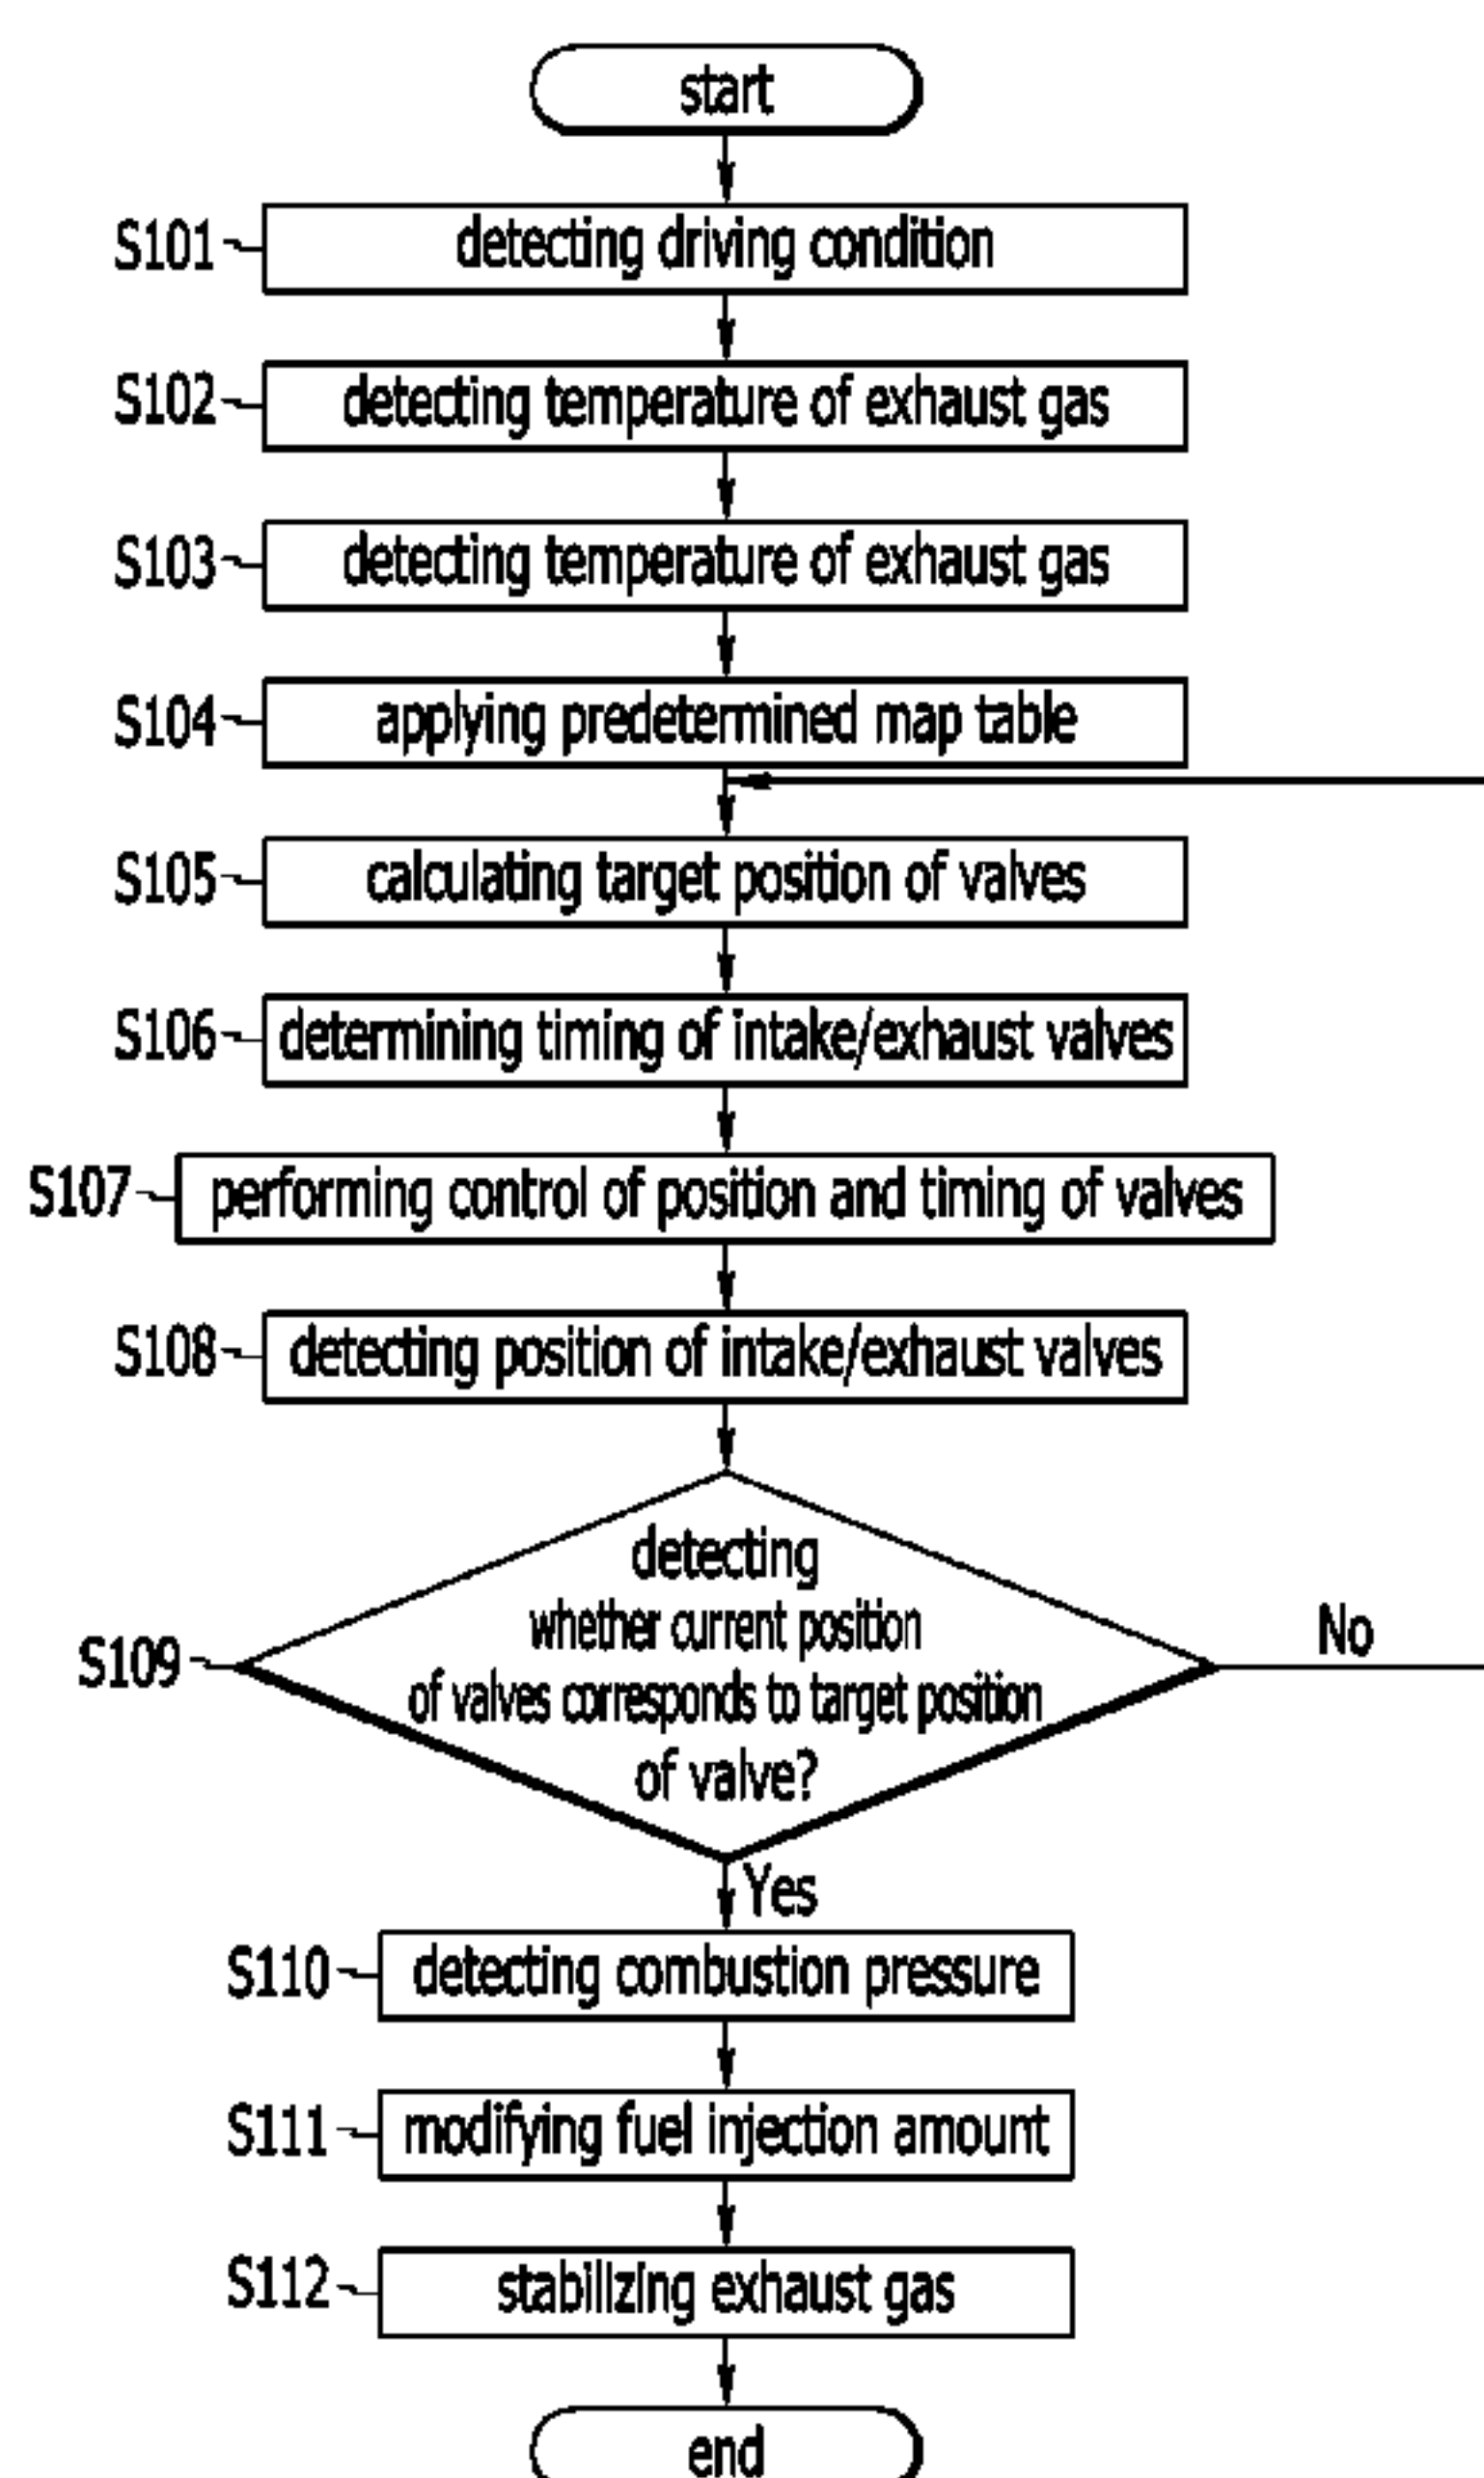 start
S101 detecting driving condition
S102 detecting temperature of exhaust gas
S103 detecting temperature of exhaust gas
S104 applying predetermined map table
S105 calculating target position of valves
S106 determining timing of intake/exhaust valves
S107 performing control of position and timing of valves
S108 detecting position of intake/exhaust valves
detecting
whether current position
of valves corresponds to target position
of valve?
S109
No
Yes
S110 detecting combustion pressure
S111 modifying fuel injection amount
S112 stabilizing exhaust gas
end